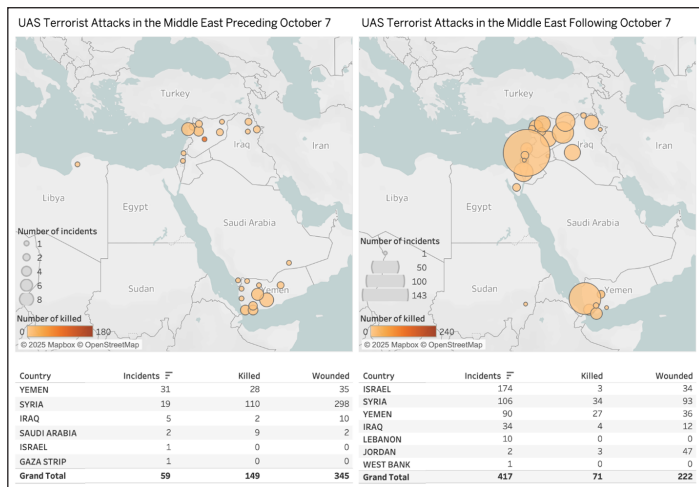 UAS Terrorist Attacks in the Middle East Preceding October 7
Turkey
Iraq
Iran
Libya
Egypt
Saudi Arabia
Sudan
Yemen
Number of incidents
1
2
4
6
8
Number of killed
0 180
© 2025 Mapbox © OpenStreetMap
Country Incidents Killed Wounded
YEMEN 31 28 35
SYRIA 19 110 298
IRAQ 5 2 10
SAUDI ARABIA 2 9 2
ISRAEL 1 0 0
GAZA STRIP 1 0 0
Grand Total 59 149 345
UAS Terrorist Attacks in the Middle East Following October 7
Turkey
Iraq
Iran
Libya
Egypt
Saudi Arabia
Sudan
Yemen
Number of incidents
1
50
100
143
Number of killed
0 240
© 2025 Mapbox © OpenStreetMap
Country Incidents Killed Wounded
ISRAEL 174 3 34
SYRIA 106 34 93
YEMEN 90 27 36
IRAQ 34 4 12
LEBANON 10 0 0
JORDAN 2 3 47
WEST BANK 1 0 0
Grand Total 417 71 222